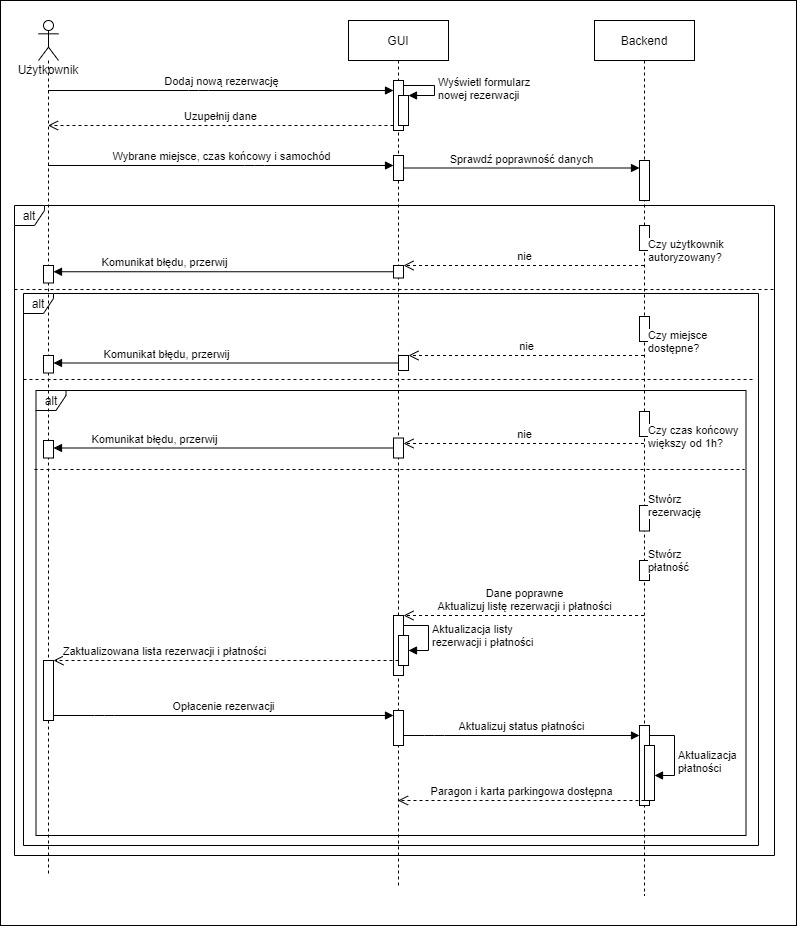 GUI
Backend
Użytkownik
Dodaj nową rezerwację
Wyświetl formularz
nowej rezerwacji
Uzupełnij dane
Wybrane miejsce, czas końcowy i samochód
Sprawdź poprawność danych
alt
Czy użytkownik
autoryzowany?
nie
Komunikat błędu, przerwij
alt
Czy miejsce
dostępne?
nie
Komunikat błędu, przerwij
alt
Czy czas końcowy
większy od 1h?
nie
Komunikat błędu, przerwij
Stwórz
rezerwację
Stwórz
płatność
Dane poprawne
Aktualizuj listę rezerwacji i płatności
Aktualizacja listy
rezerwacji i płatności
Zaktualizowana lista rezerwacji i płatności
Opłacenie rezerwacji
Aktualizuj status płatności
Aktualizacja
płatności
Paragon i karta parkingowa dostępna